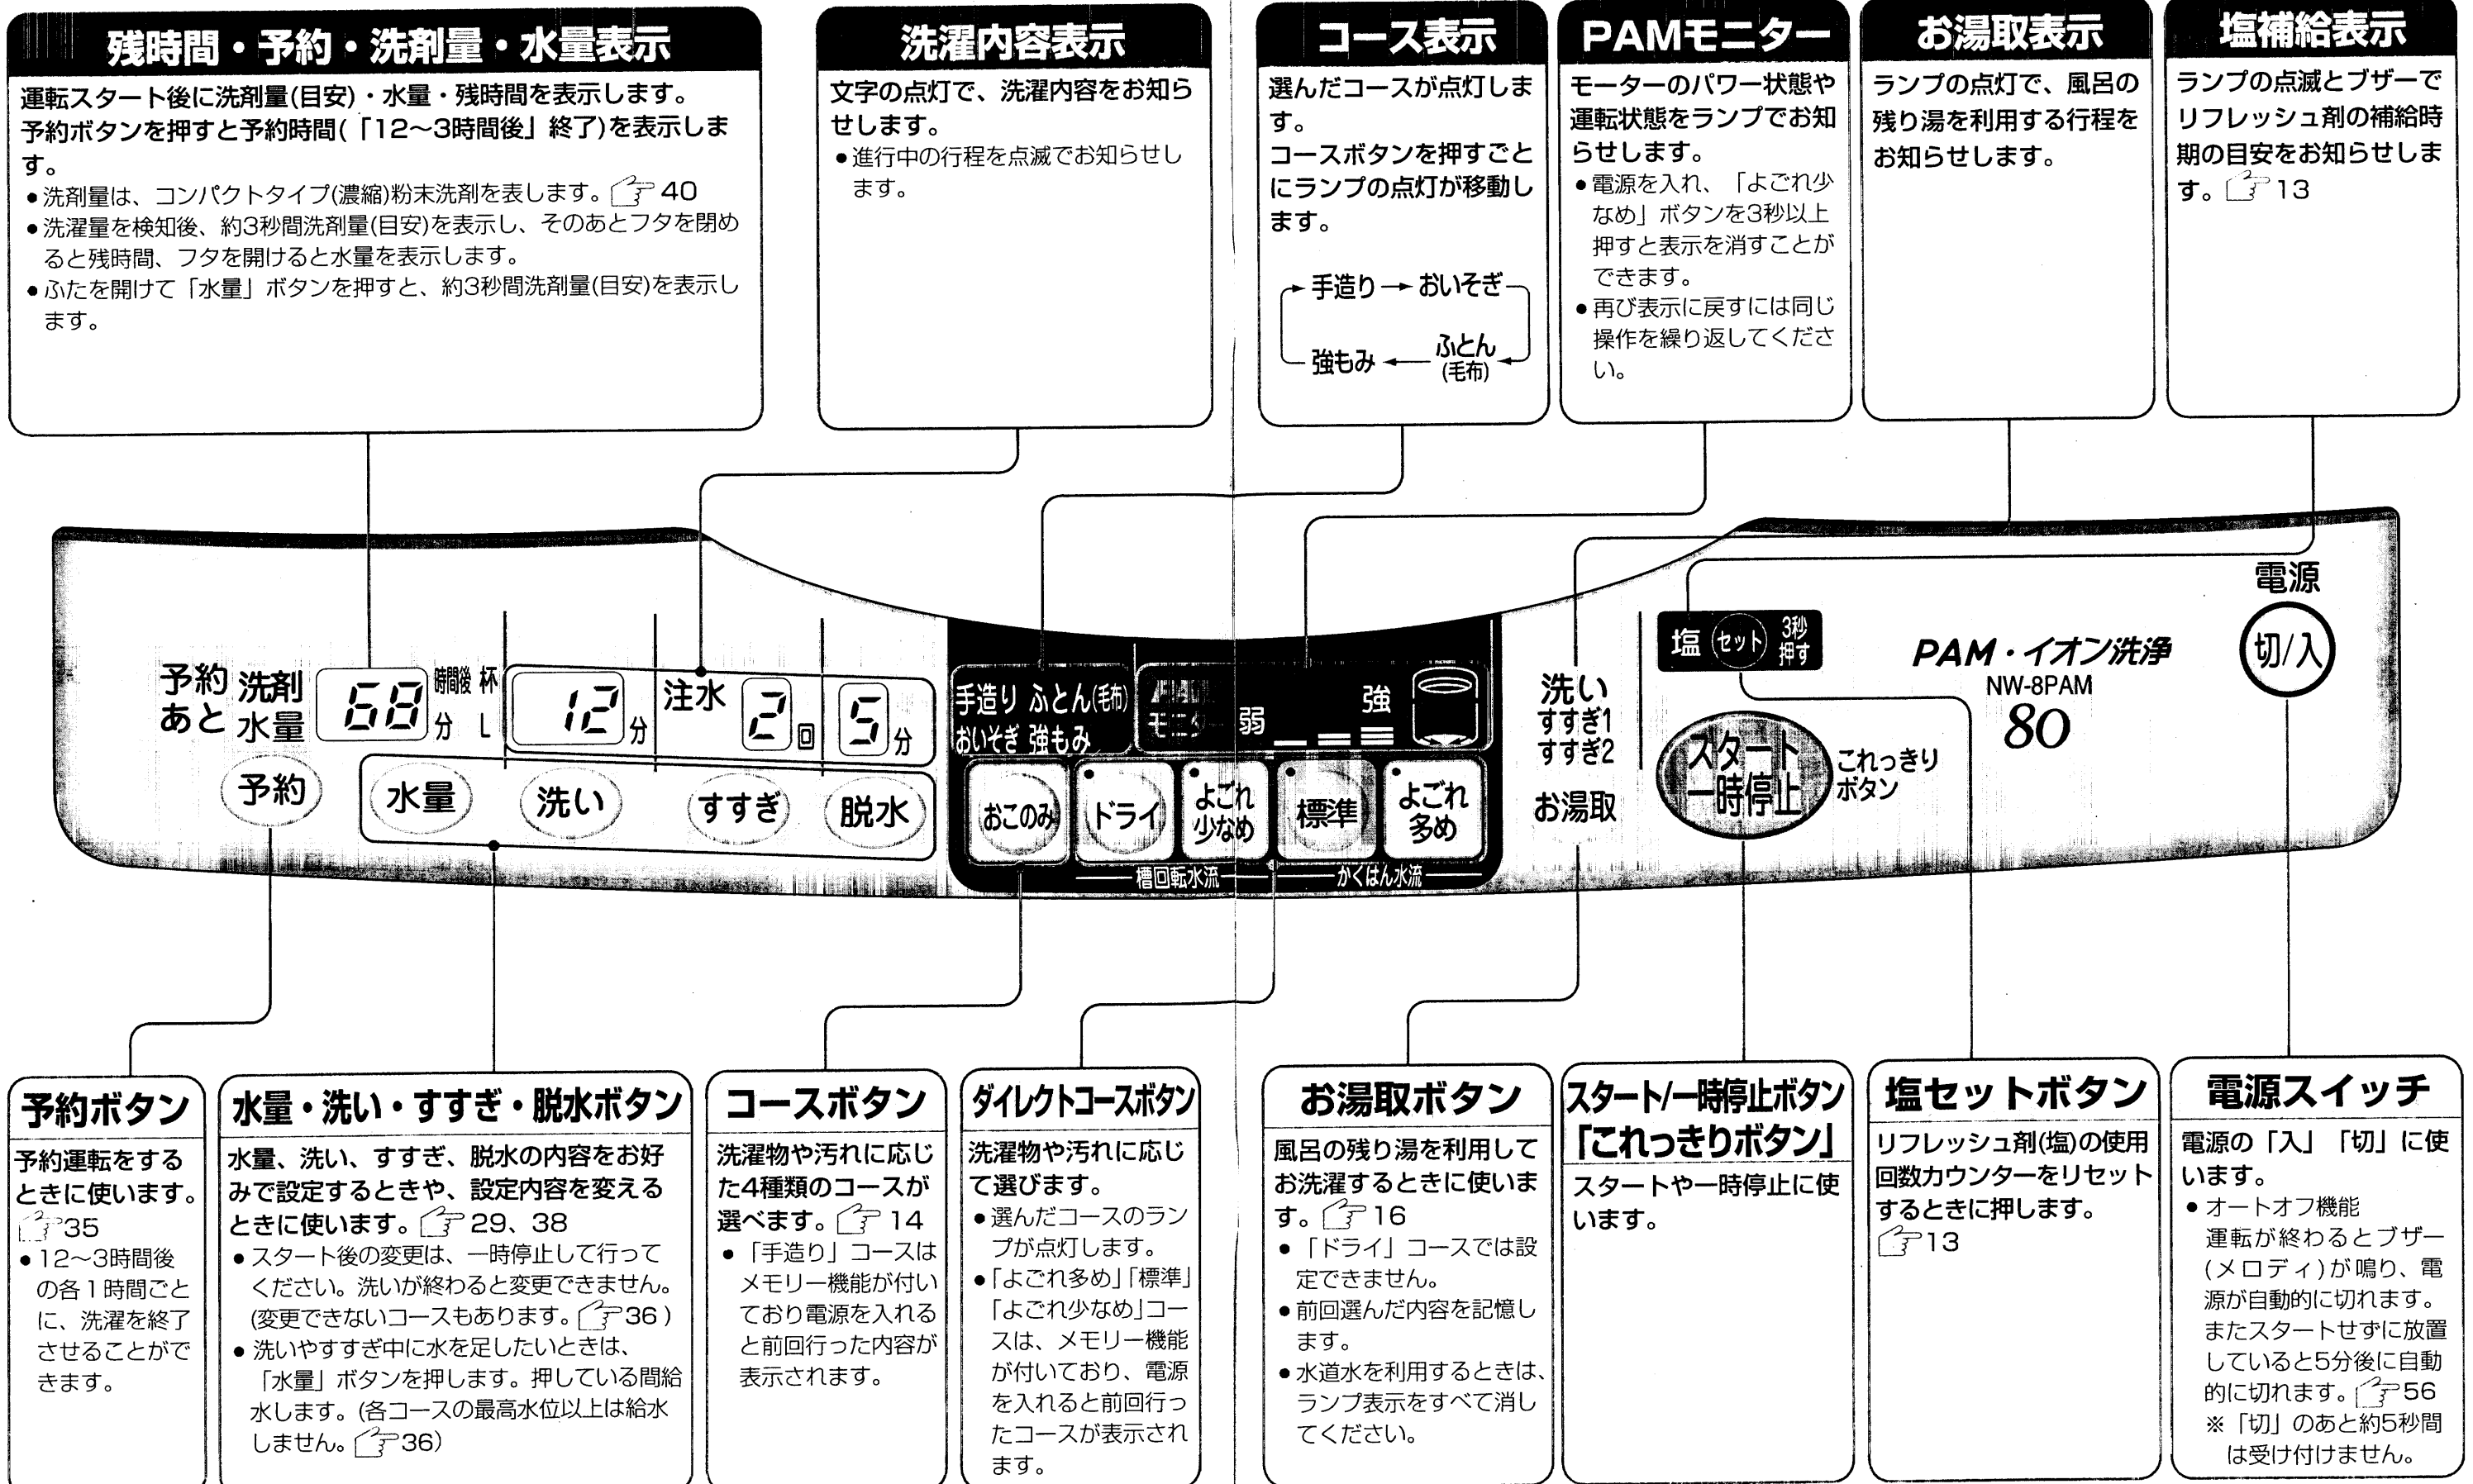 残時間・予約・洗剤量・水量表示
運転スタート後に洗剤量(目安)・水量・残時間を表示します。
予約ボタンを押すと予約時間(「12〜3時間後」終了)を表示しま
す。
●洗剤量は、コンパクトタイプ(濃縮)粉末洗剤を表します。 40
●洗濯量を検知後、約3秒間洗剤量(目安)を表示し、そのあとフタを閉め
ると残時間、フタを開けると水量を表示します。
●ふたを開けて「水量」ボタンを押すと、約3秒間洗剤量(目安)を表示し
ます。
洗濯内容表示
文字の点灯で、洗濯内容をお知ら
せします。
●進行中の行程を点滅でお知らせし
ます。
コース表示
選んだコースが点灯しま
す。
コースボタンを押すごと
にランプの点灯が移動し
ます。
手造り→おいそぎ
強もみ←ふとん
(毛布)
PAMモニター
モーターのパワー状態や
運転状態をランプでお知
らせします。
●電源を入れ、「よごれ少
なめ」ボタンを3秒以上
押すと表示を消すことが
できます。
●再び表示に戻すには同じ
操作を繰り返してくださ
い。
お湯取表示
ランプの点灯で、風呂の
残り湯を利用する行程を
お知らせします。
塩補給表示
ランプの点滅とブザーで
リフレッシュ剤の補給時
期の目安をお知らせしま
す。 13
予約 洗剤 68 時間後 杯
あと 水量 分 L
12 分
注水 2 回
5 分
予約
水量
洗い
すすぎ
脱水
手造り ふとん(毛布)
おいそぎ 強もみ
モニター 弱 強
おこのみ
ドライ
よごれ
少なめ
標準
よごれ
多め
槽回転水流
かくはん水流
洗い
すすぎ1
すすぎ2
お湯取
塩 セット 3秒
押す
スタート
一時停止
これっきり
ボタン
PAM・イオン洗浄
NW-8PAM
80
電源
切/入
予約ボタン
予約運転をする
ときに使います。
35
●12〜3時間後
の各1時間ごと
に、洗濯を終了
させることがで
きます。
水量・洗い・すすぎ・脱水ボタン
水量、洗い、すすぎ、脱水の内容をお好
みで設定するときや、設定内容を変える
ときに使います。 29、38
●スタート後の変更は、一時停止して行って
ください。洗いが終わると変更できません。
(変更できないコースもあります。 36)
●洗いやすすぎ中に水を足したいときは、
「水量」ボタンを押します。押している間給
水します。(各コースの最高水位以上は給水
しません。 36)
コースボタン
洗濯物や汚れに応じ
た4種類のコースが
選べます。 14
●「手造り」コースは
メモリー機能が付い
ており電源を入れる
と前回行った内容が
表示されます。
ダイレクトコースボタン
洗濯物や汚れに応じ
て選びます。
●選んだコースのラン
プが点灯します。
●「よごれ多め」「標準」
「よごれ少なめ」コー
スは、メモリー機能
が付いており、電源
を入れると前回行っ
たコースが表示され
ます。
お湯取ボタン
風呂の残り湯を利用して
お洗濯するときに使いま
す。 16
●「ドライ」コースでは設
定できません。
●前回選んだ内容を記憶し
ます。
●水道水を利用するときは、
ランプ表示をすべて消し
てください。
スタート/一時停止ボタン
「これっきりボタン」
スタートや一時停止に使
います。
塩セットボタン
リフレッシュ剤(塩)の使用
回数カウンターをリセット
するときに押します。
13
電源スイッチ
電源の「入」「切」に使
います。
●オートオフ機能
運転が終わるとブザー
(メロディ)が鳴り、電
源が自動的に切れます。
またスタートせずに放置
していると5分後に自動
的に切れます。 56
※「切」のあと約5秒間
は受け付けません。